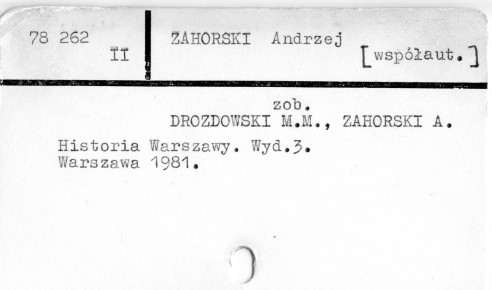 78 262
II
ZAHORSKI Andrzej
[współaut.]
zob.
DROZDOWSKI M.M., ZAHORSKI A.
Historia Warszawy. Wyd.3.
Warszawa 1981.